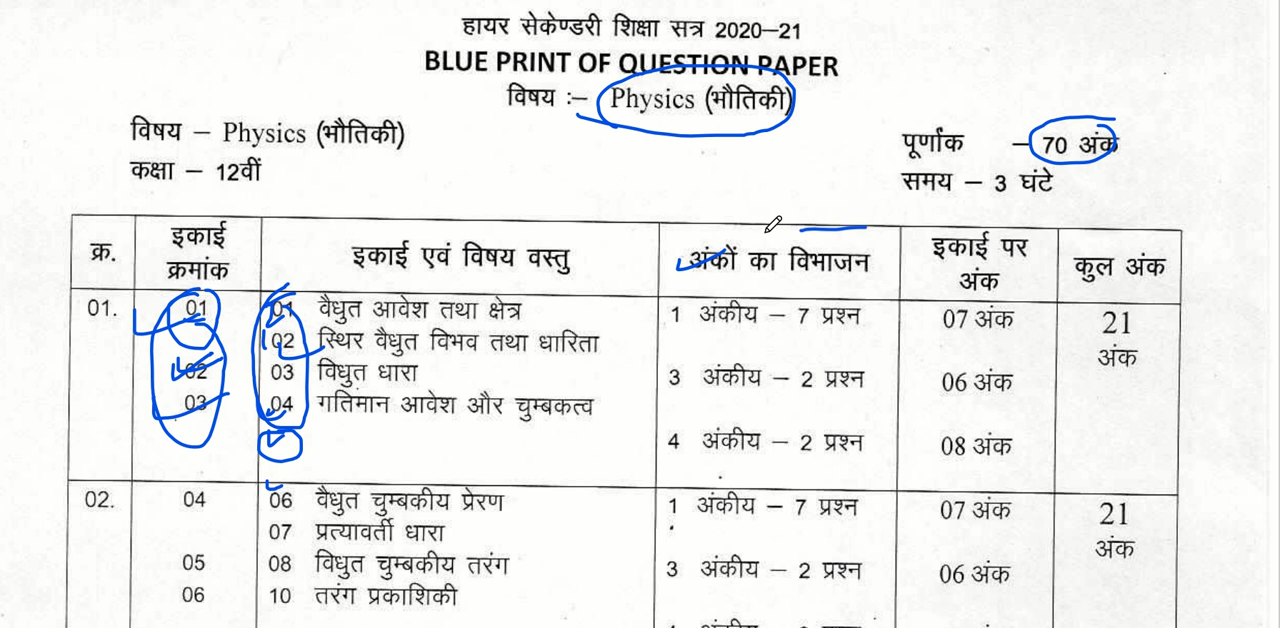 हायर सेकेण्डरी शिक्षा सत्र 2020–21
BLUE PRINT OF QUESTION PAPER
विषय :– Physics (भौतिकी)
विषय – Physics (भौतिकी)
पूर्णांक – 70 अंक
कक्षा – 12वीं
समय – 3 घंटे
क्र. इकाई क्रमांक इकाई एवं विषय वस्तु अंकों का विभाजन इकाई पर अंक कुल अंक
01. 01 01 वैधुत आवेश तथा क्षेत्र 1 अंकीय – 7 प्रश्न 07 अंक 21 अंक
02 स्थिर वैधुत विभव तथा धारिता
02 03 विधुत धारा 3 अंकीय – 2 प्रश्न 06 अंक
03 04 गतिमान आवेश और चुम्बकत्व
4 अंकीय – 2 प्रश्न 08 अंक
02. 04 06 वैधुत चुम्बकीय प्रेरण 1 अंकीय – 7 प्रश्न 07 अंक 21 अंक
07 प्रत्यावर्ती धारा
05 08 विधुत चुम्बकीय तरंग 3 अंकीय – 2 प्रश्न 06 अंक
06 10 तरंग प्रकाशिकी